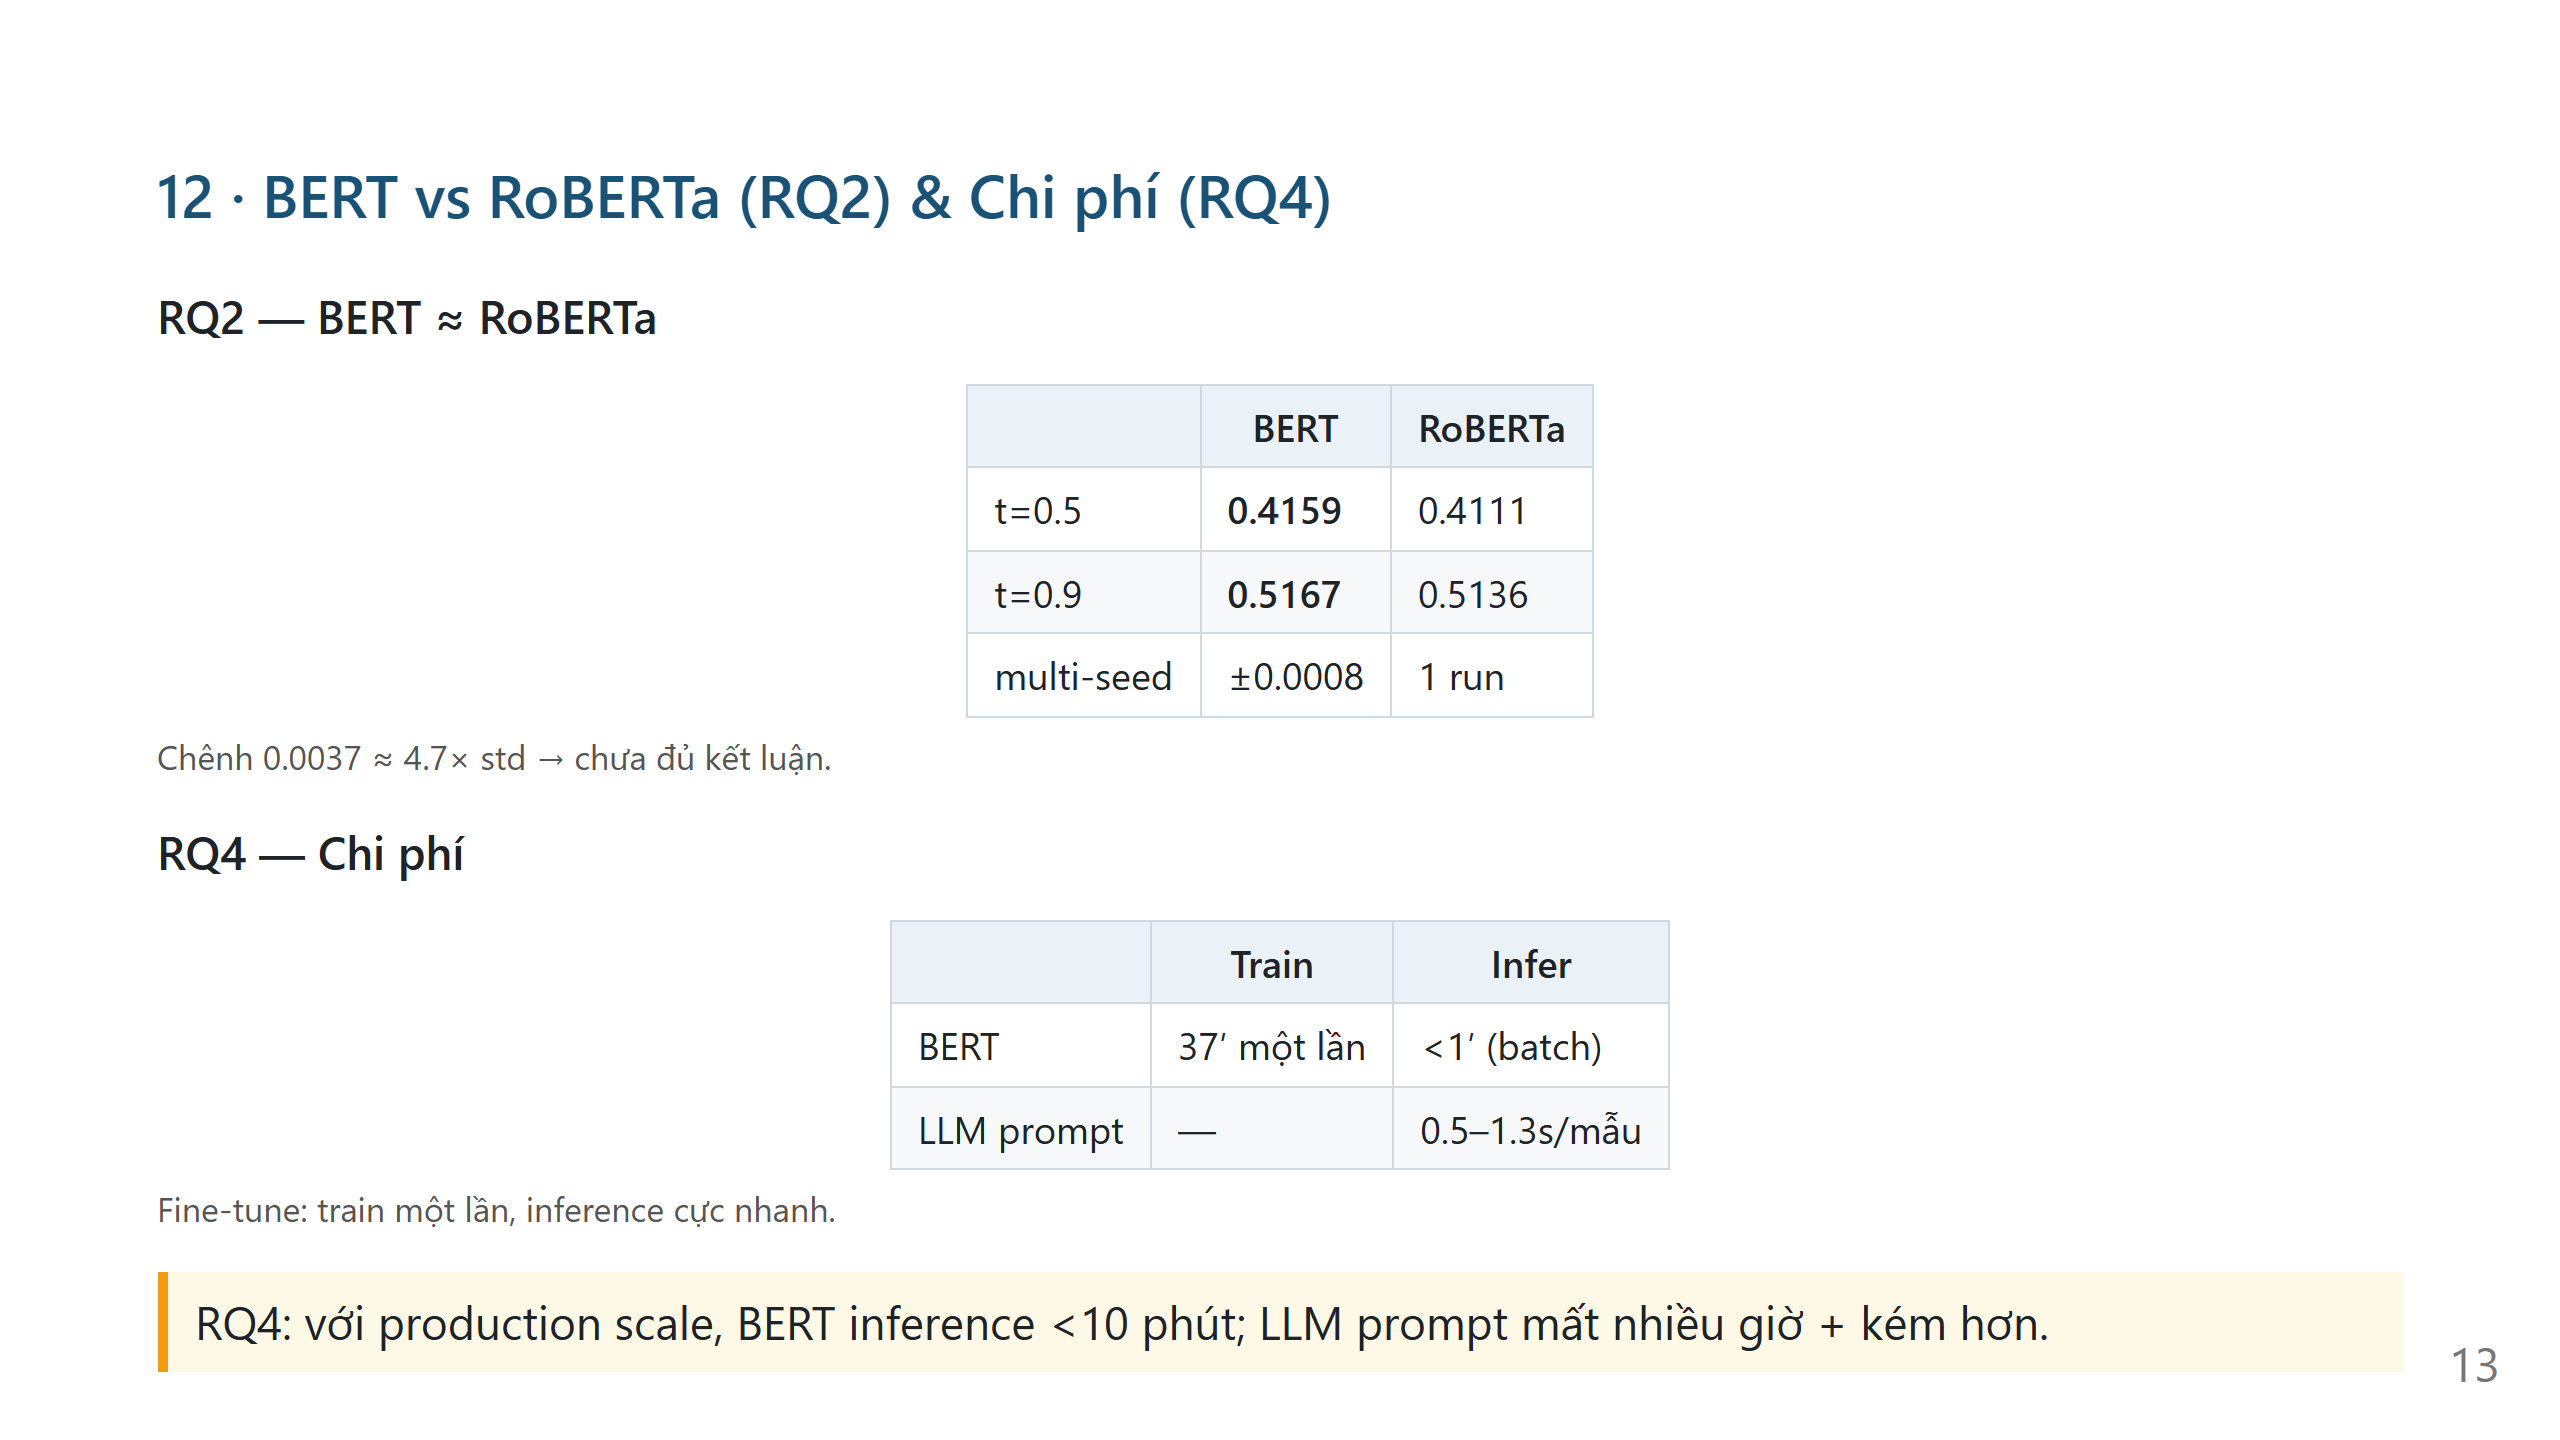 12 · BERT vs RoBERTa (RQ2) & Chi phí (RQ4)
RQ2 — BERT ≈ RoBERTa
BERT RoBERTa
t=0.5 0.4159 0.4111
t=0.9 0.5167 0.5136
multi-seed ±0.0008 1 run
Chênh 0.0037 ≈ 4.7× std → chưa đủ kết luận.
RQ4 — Chi phí
Train Infer
BERT 37′ một lần <1′ (batch)
LLM prompt — 0.5–1.3s/mẫu
Fine-tune: train một lần, inference cực nhanh.
RQ4: với production scale, BERT inference <10 phút; LLM prompt mất nhiều giờ + kém hơn.
13